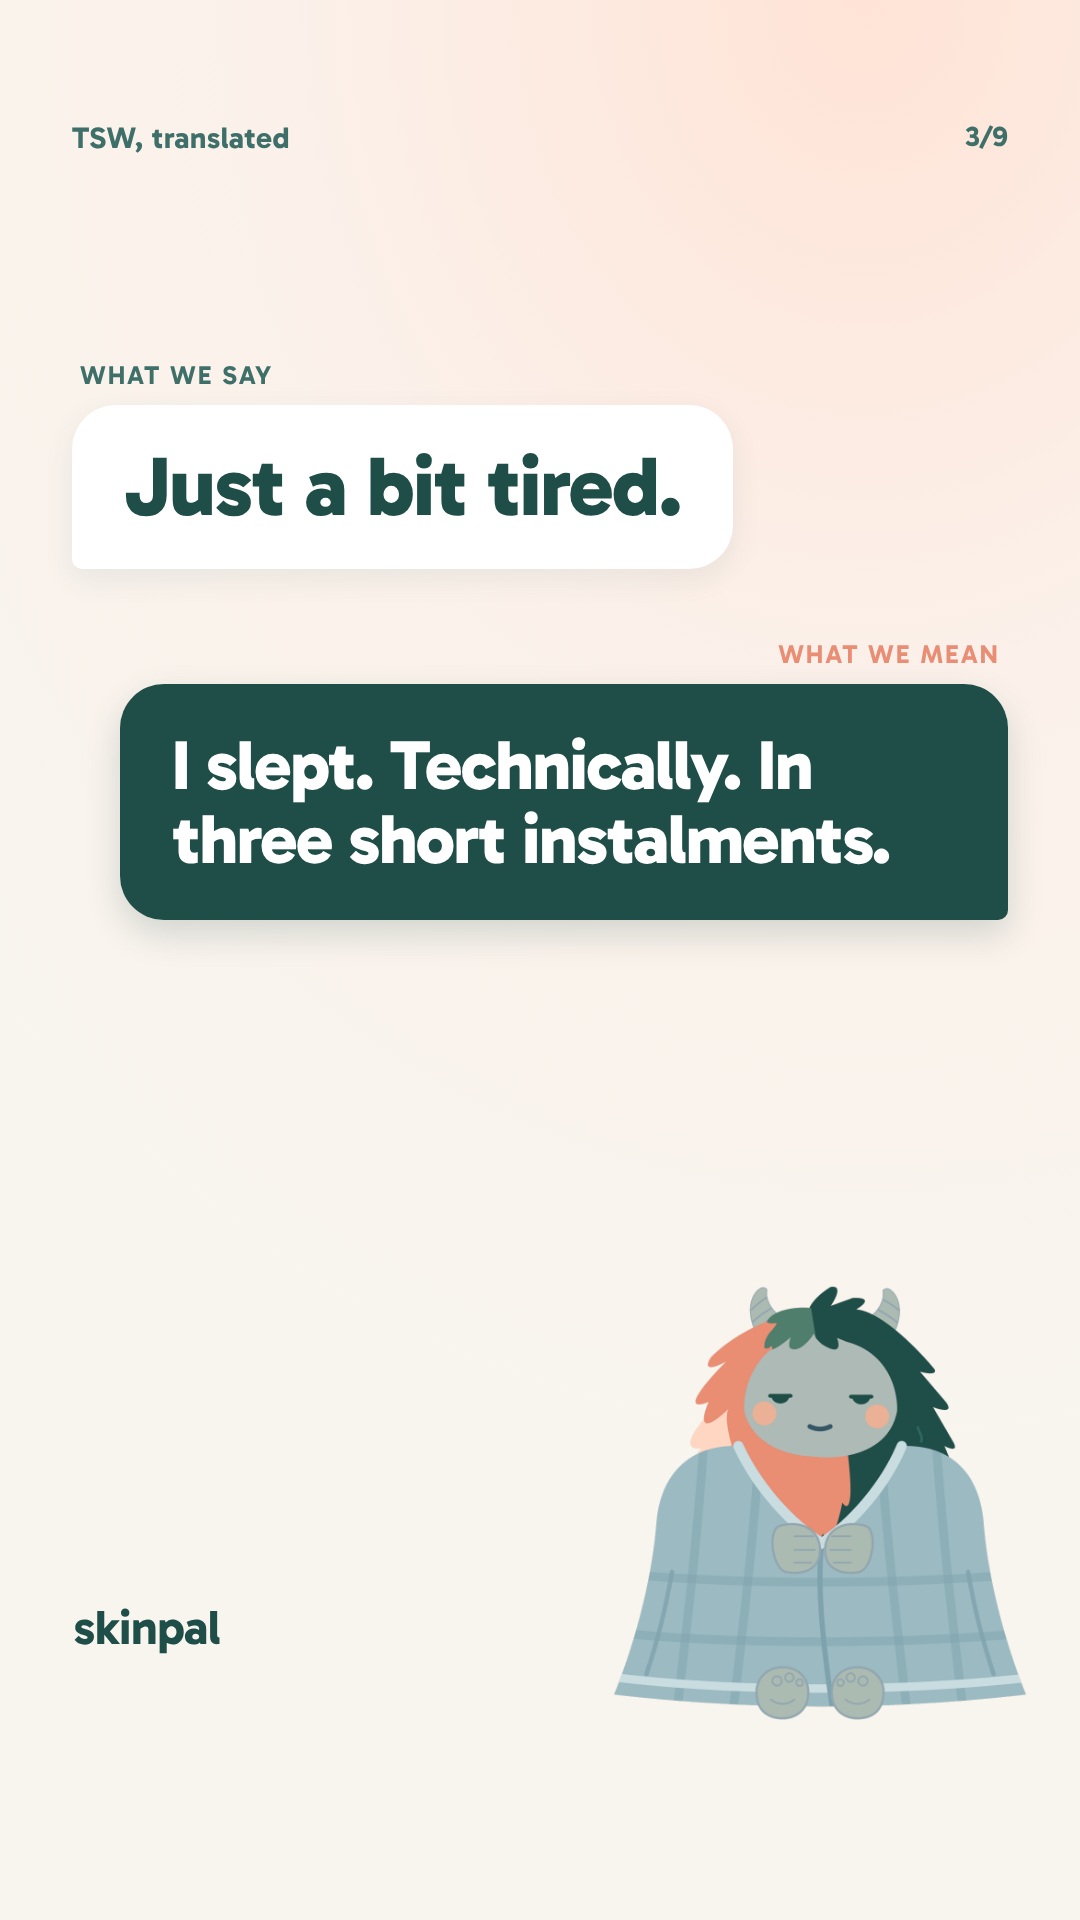 TSW, translated
3/9
WHAT WE SAY
Just a bit tired.
WHAT WE MEAN
I slept. Technically. In
three short instalments.
skinpal